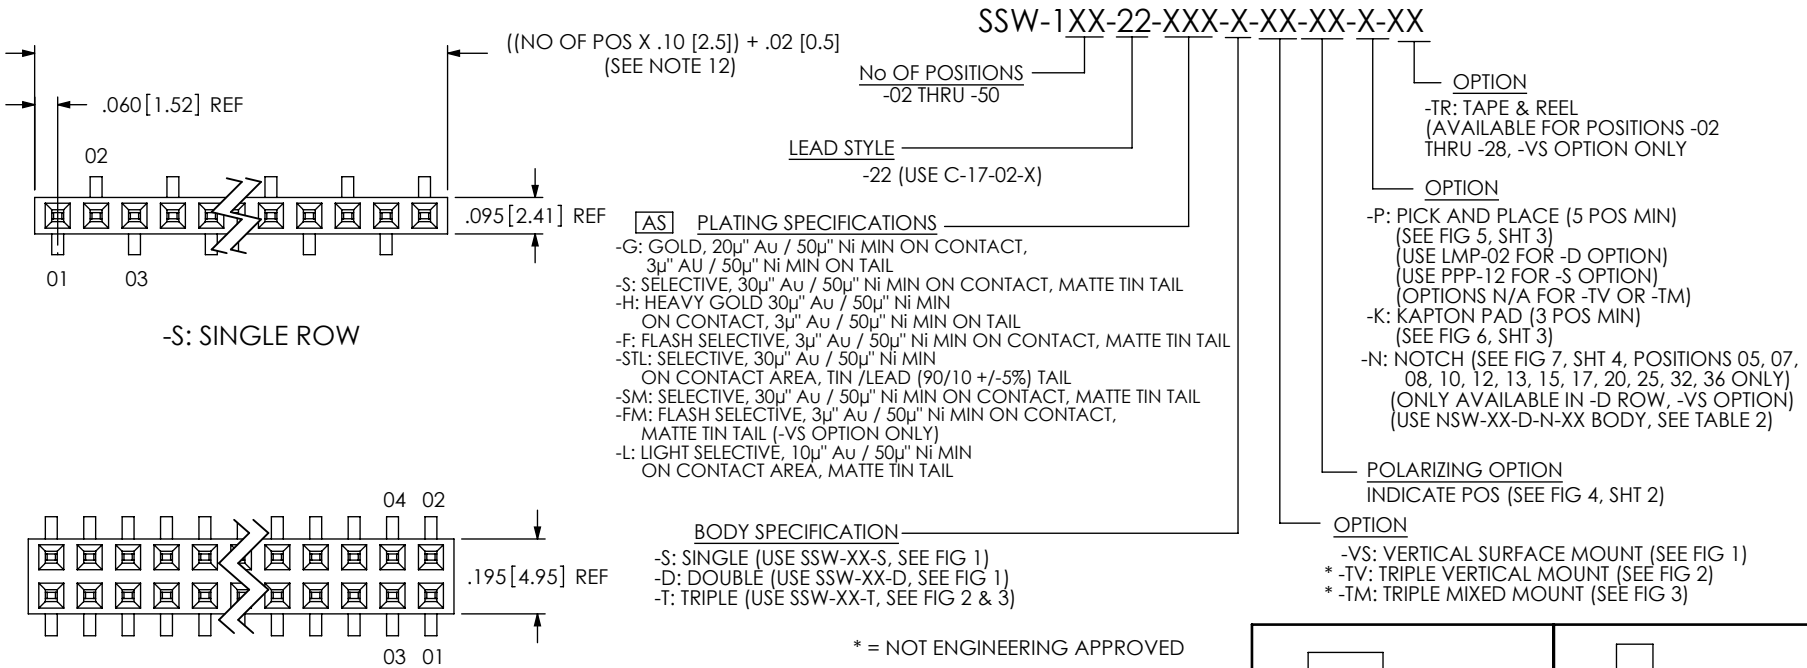 SSW-1XX-22-XXX-X-XX-XX-X-XX
((NO OF POS X .10 [2.5]) + .02 [0.5]
(SEE NOTE 12)
.060[1.52] REF
02
.095[2.41] REF
01 03
-S: SINGLE ROW
No OF POSITIONS
-02 THRU -50
LEAD STYLE
-22 (USE C-17-02-X)
AS PLATING SPECIFICATIONS
-G: GOLD, 20µ" Au / 50µ" Ni MIN ON CONTACT,
3µ" AU / 50µ" Ni MIN ON TAIL
-S: SELECTIVE, 30µ" Au / 50µ" Ni MIN ON CONTACT, MATTE TIN TAIL
-H: HEAVY GOLD 30µ" Au / 50µ" Ni MIN
ON CONTACT, 3µ" Au / 50µ" Ni MIN ON TAIL
-F: FLASH SELECTIVE, 3µ" Au / 50µ" Ni MIN ON CONTACT, MATTE TIN TAIL
-STL: SELECTIVE, 30µ" Au / 50µ" Ni MIN
ON CONTACT AREA, TIN /LEAD (90/10 +/-5%) TAIL
-SM: SELECTIVE, 30µ" Au / 50µ" Ni MIN ON CONTACT, MATTE TIN TAIL
-FM: FLASH SELECTIVE, 3µ" Au / 50µ" Ni MIN ON CONTACT,
MATTE TIN TAIL (-VS OPTION ONLY)
-L: LIGHT SELECTIVE, 10µ" Au / 50µ" Ni MIN
ON CONTACT AREA, MATTE TIN TAIL
OPTION
-TR: TAPE & REEL
(AVAILABLE FOR POSITIONS -02
THRU -28, -VS OPTION ONLY
OPTION
-P: PICK AND PLACE (5 POS MIN)
(SEE FIG 5, SHT 3)
(USE LMP-02 FOR -D OPTION)
(USE PPP-12 FOR -S OPTION)
(OPTIONS N/A FOR -TV OR -TM)
-K: KAPTON PAD (3 POS MIN)
(SEE FIG 6, SHT 3)
-N: NOTCH (SEE FIG 7, SHT 4, POSITIONS 05, 07,
08, 10, 12, 13, 15, 17, 20, 25, 32, 36 ONLY)
(ONLY AVAILABLE IN -D ROW, -VS OPTION)
(USE NSW-XX-D-N-XX BODY, SEE TABLE 2)
POLARIZING OPTION
INDICATE POS (SEE FIG 4, SHT 2)
OPTION
-VS: VERTICAL SURFACE MOUNT (SEE FIG 1)
* -TV: TRIPLE VERTICAL MOUNT (SEE FIG 2)
* -TM: TRIPLE MIXED MOUNT (SEE FIG 3)
04 02
.195[4.95] REF
03 01
BODY SPECIFICATION
-S: SINGLE (USE SSW-XX-S, SEE FIG 1)
-D: DOUBLE (USE SSW-XX-D, SEE FIG 1)
-T: TRIPLE (USE SSW-XX-T, SEE FIG 2 & 3)
* = NOT ENGINEERING APPROVED